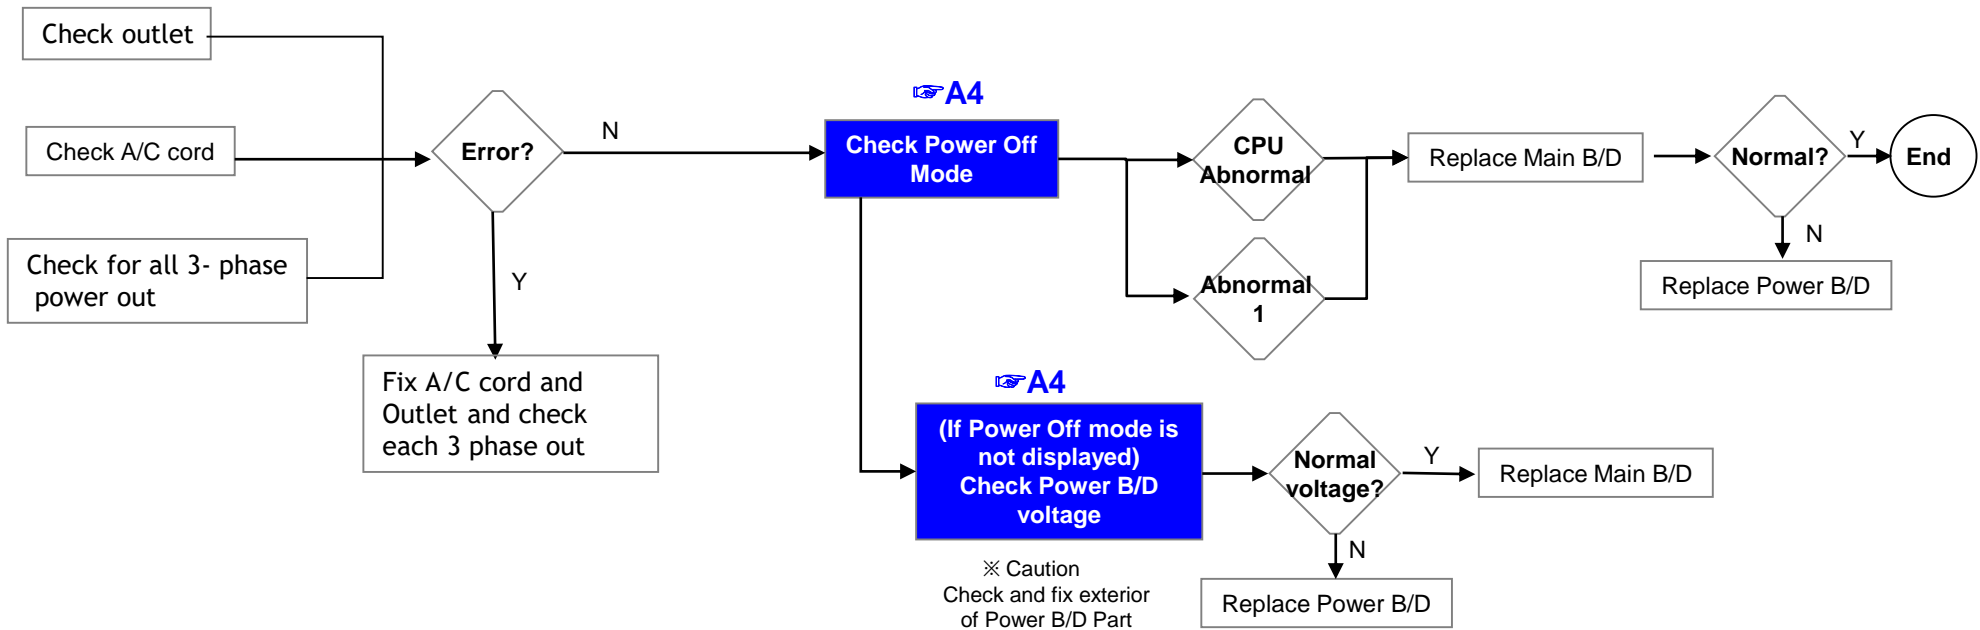 Check outlet
Check A/C cord
Check for all 3- phase
power out
Error?
N
Y
Fix A/C cord and
Outlet and check
each 3 phase out
☞A4
Check Power Off
Mode
CPU
Abnormal
Abnormal
1
Replace Main B/D
Normal?
Y
End
N
Replace Power B/D
☞A4
(If Power Off mode is
not displayed)
Check Power B/D
voltage
Normal
voltage?
Y
Replace Main B/D
N
Replace Power B/D
※ Caution
Check and fix exterior
of Power B/D Part